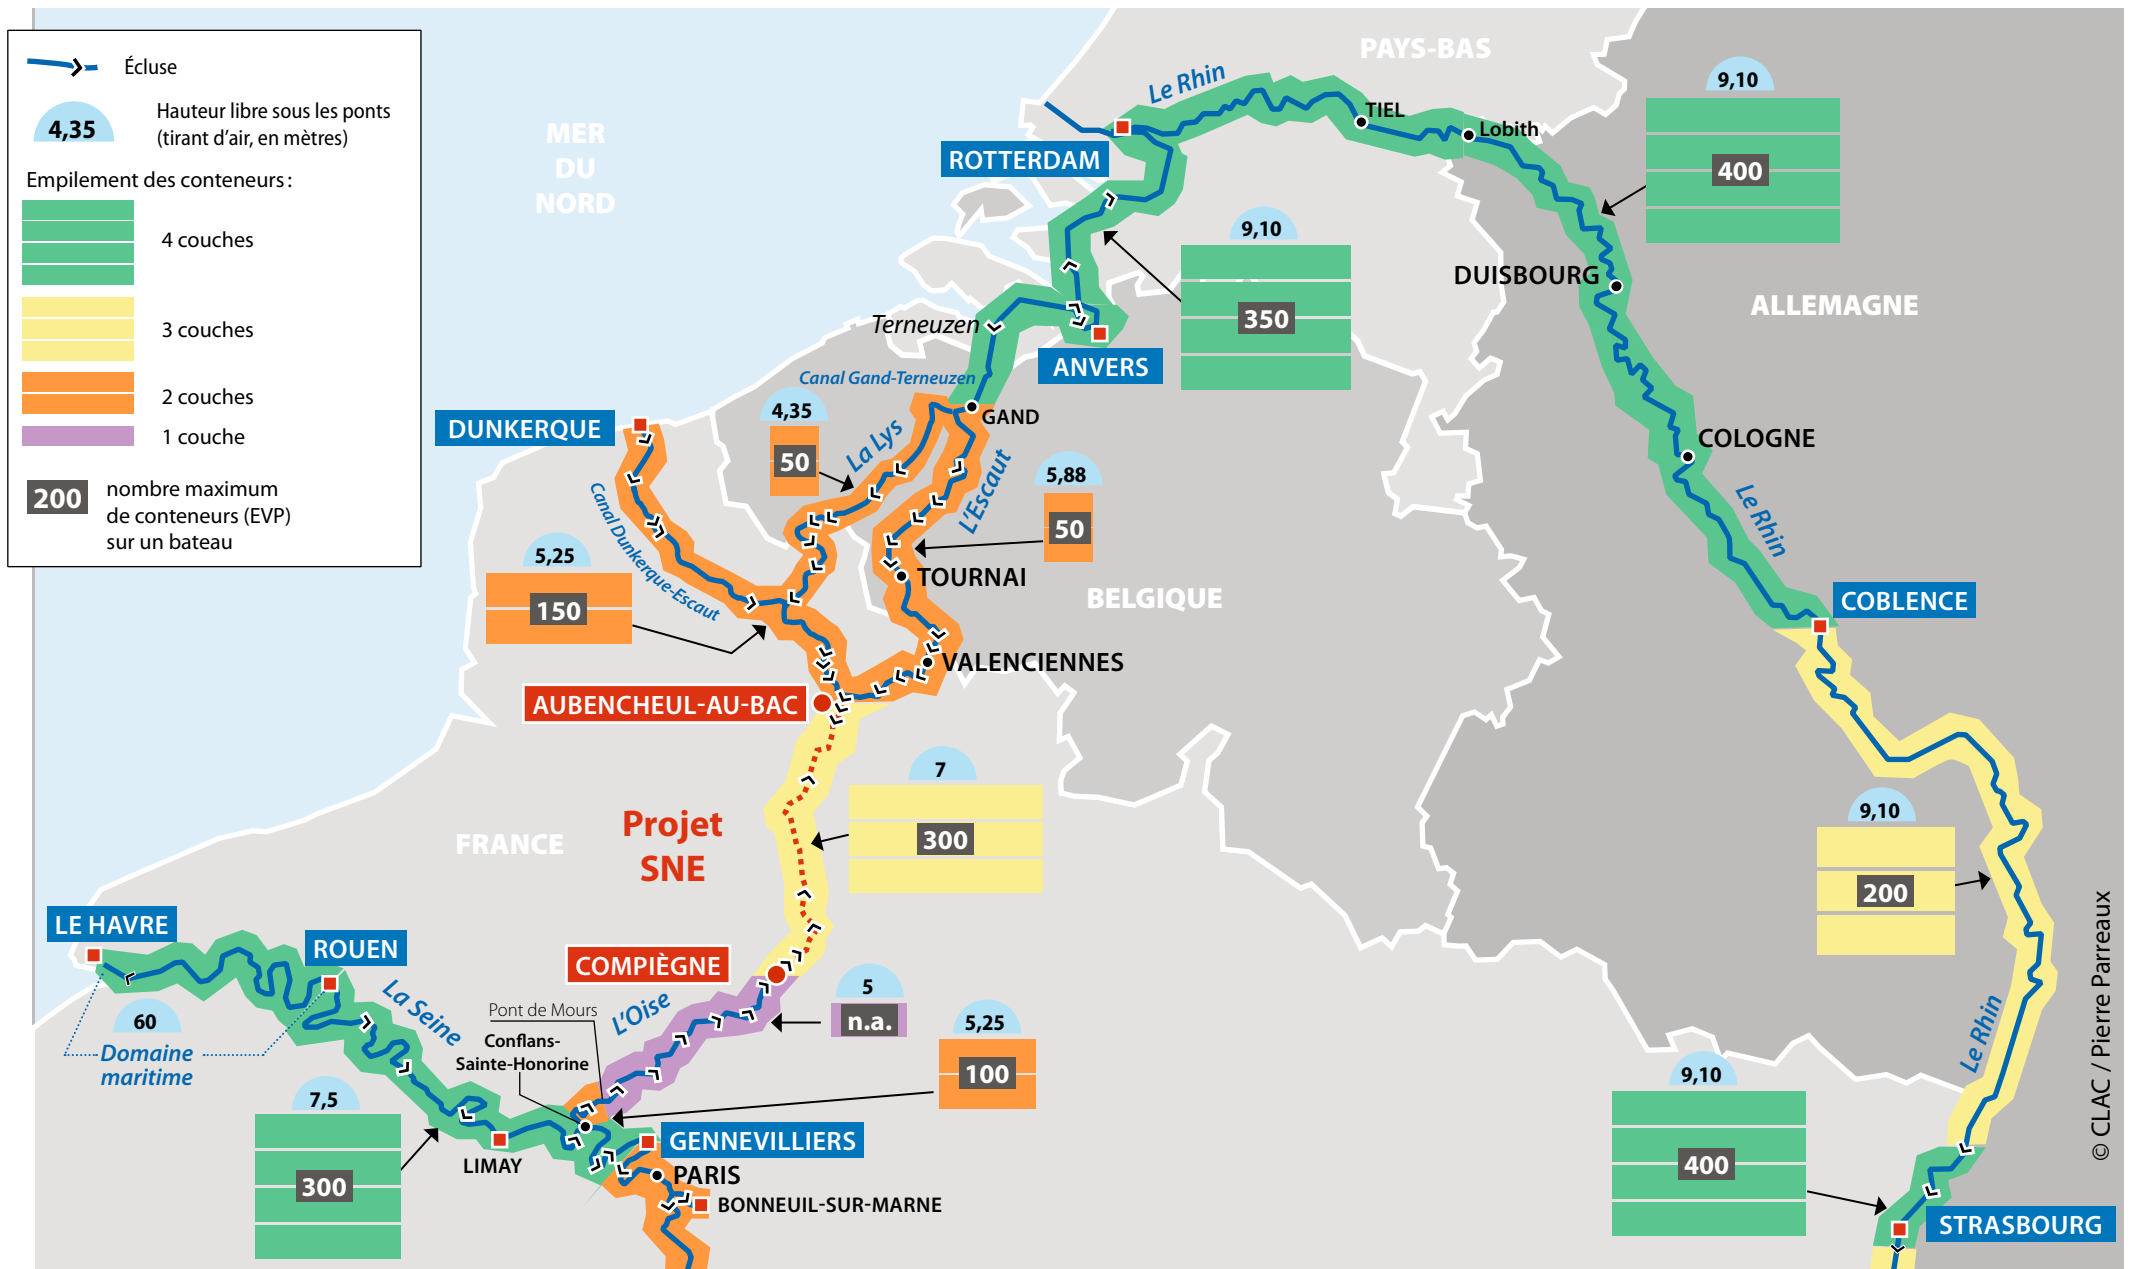 Écluse
4,35
Hauteur libre sous les ponts
(tirant d'air, en mètres)
Empilement des conteneurs :
4 couches
3 couches
2 couches
1 couche
200
nombre maximum
de conteneurs (EVP)
sur un bateau
MER
DU
NORD
PAYS-BAS
Le Rhin
TIEL
Lobith
ROTTERDAM
9,10
400
9,10
350
DUISBOURG
ALLEMAGNE
Terneuzen
ANVERS
Canal Gand-Terneuzen
GAND
4,35
50
La Lys
L'Escaut
5,88
50
DUNKERQUE
Canal Dunkerque-Escaut
5,25
150
TOURNAI
BELGIQUE
COLOGNE
Le Rhin
COBLENCE
VALENCIENNES
AUBENCHEUL-AU-BAC
7
300
Projet
SNE
FRANCE
9,10
200
LE HAVRE
ROUEN
COMPIÈGNE
60
Domaine
maritime
La Seine
Pont de Mours
L'Oise
Conflans-
Sainte-Honorine
5
n.a.
5,25
100
7,5
300
LIMAY
GENNEVILLIERS
PARIS
BONNEUIL-SUR-MARNE
Le Rhin
9,10
400
STRASBOURG
© CLAC / Pierre Parreaux